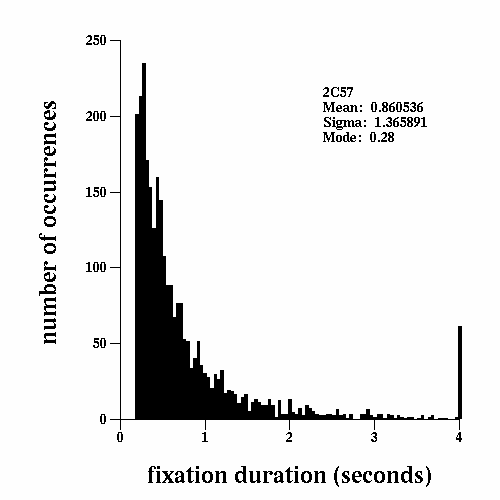 250
200
150
100
50
0
number of occurrences
2C57
Mean: 0.860536
Sigma: 1.365891
Mode: 0.28
0 1 2 3 4
fixation duration (seconds)